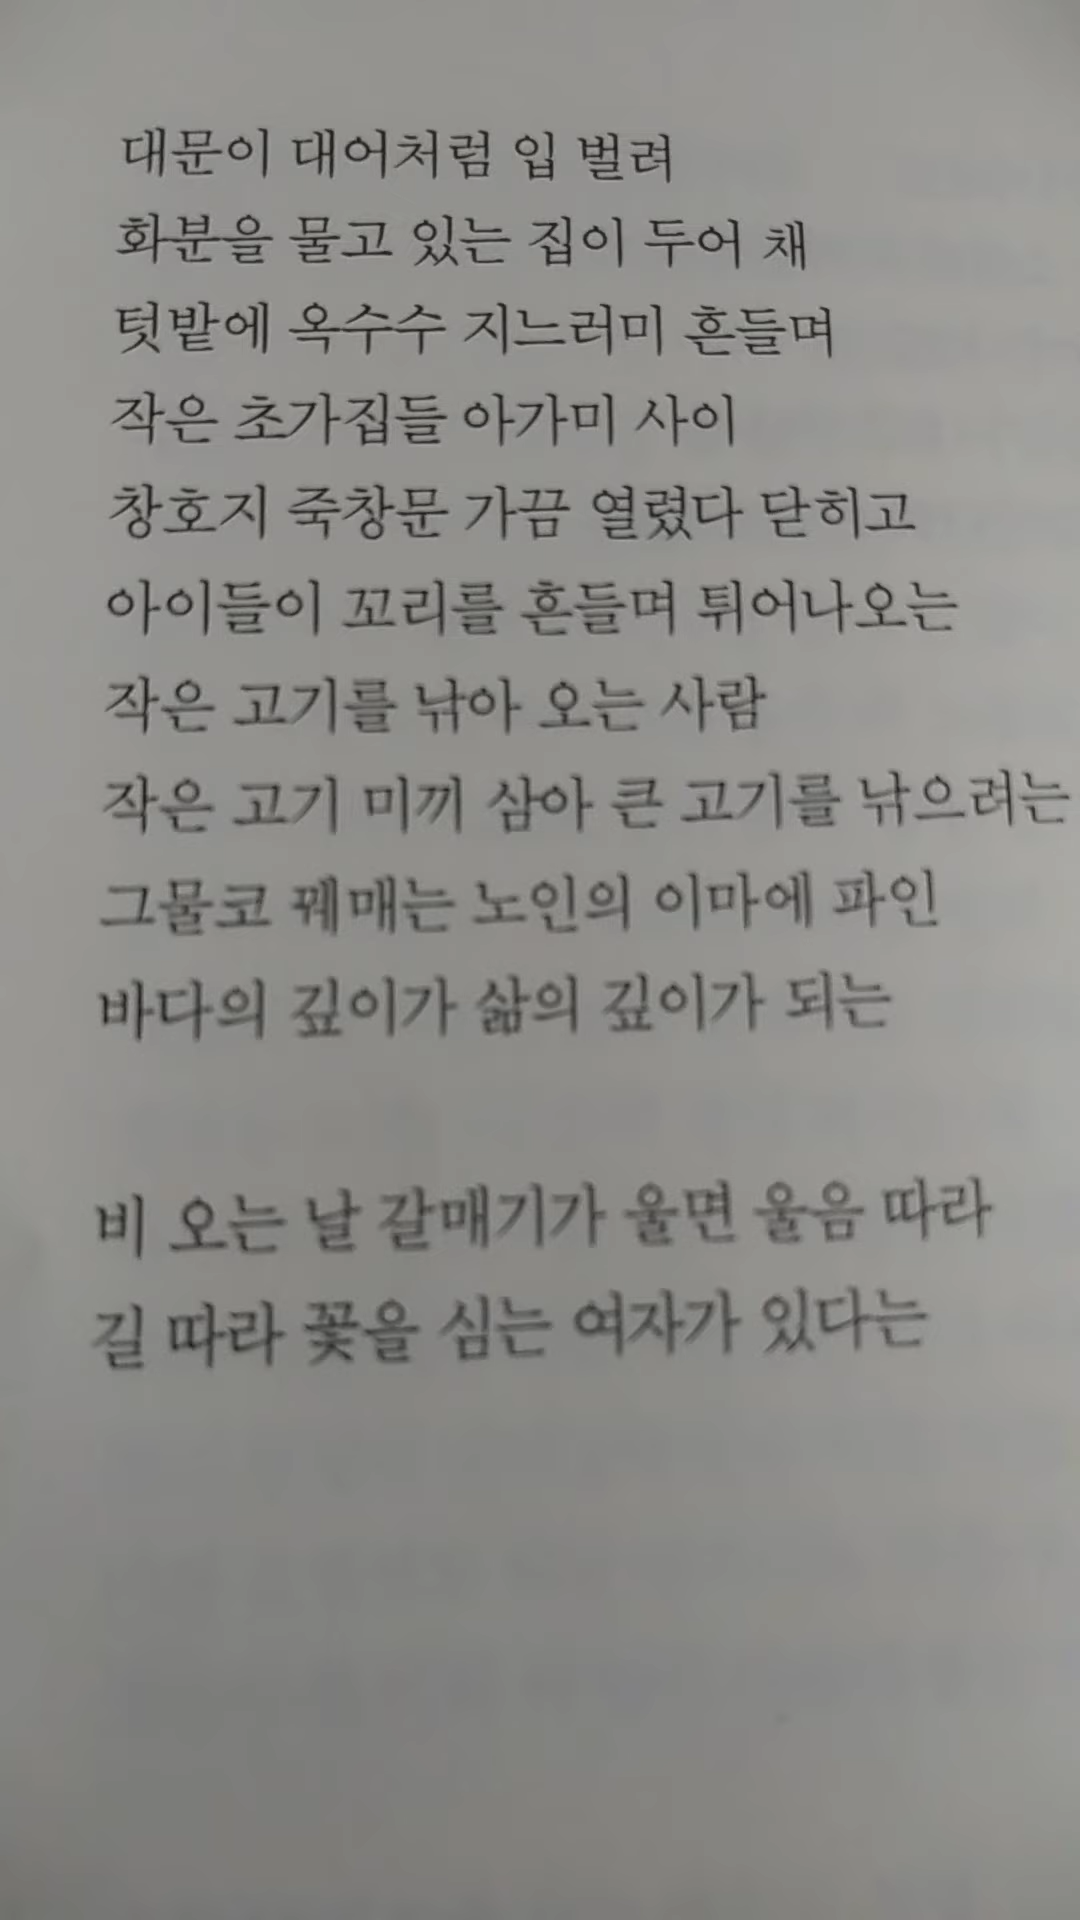 대문이 대어처럼 입 벌려
화분을 물고 있는 집이 두어 채
텃밭에 옥수수 지느러미 흔들며
작은 초가집들 아가미 사이
창호지 죽창문 가끔 열렸다 닫히고
아이들이 꼬리를 흔들며 튀어나오는
작은 고기를 낚아 오는 사람
작은 고기 미끼 삼아 큰 고기를 낚으려는
그물코 꿰매는 노인의 이마에 파인
바다의 깊이가 삶의 깊이가 되는
비 오는 날 갈매기가 울면 울음 따라
길 따라 꽃을 심는 여자가 있다는